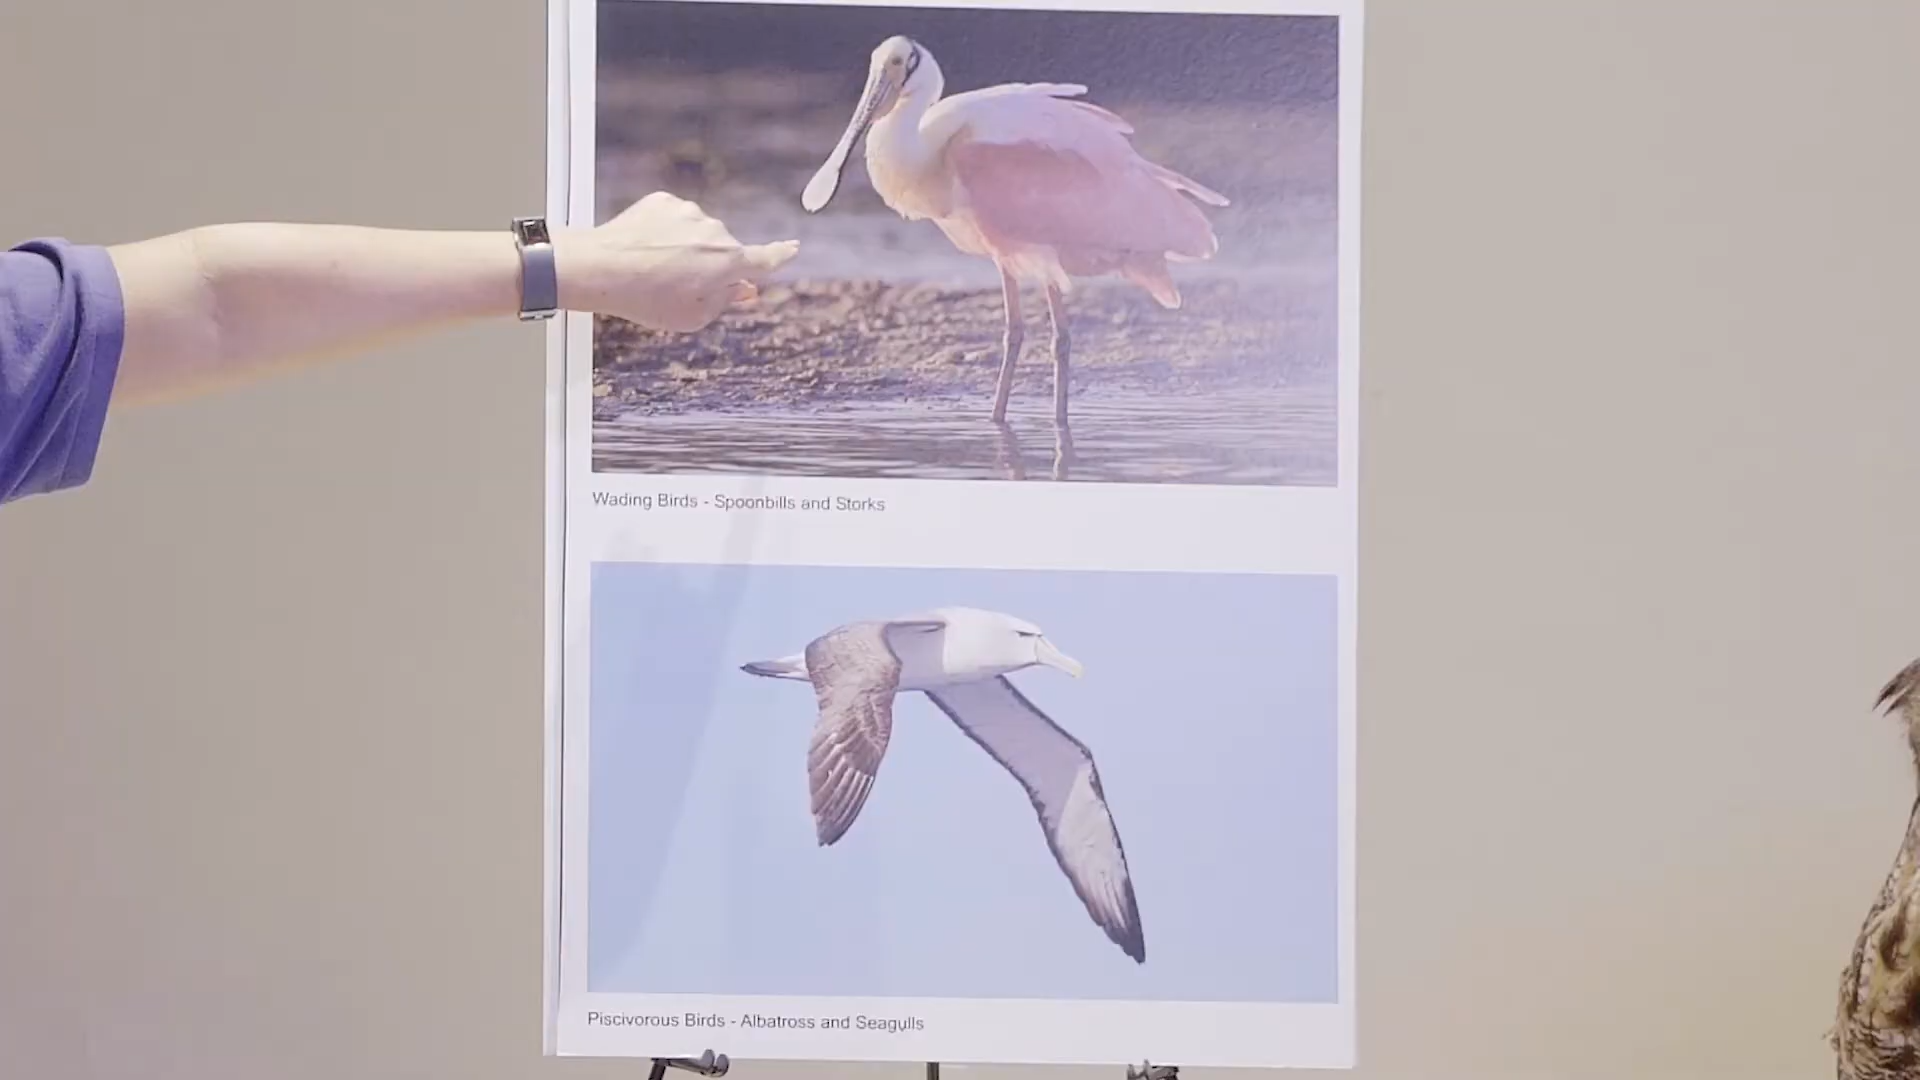 Wading Birds - Spoonbills and Storks
Piscivorous Birds - Albatross and Seagulls